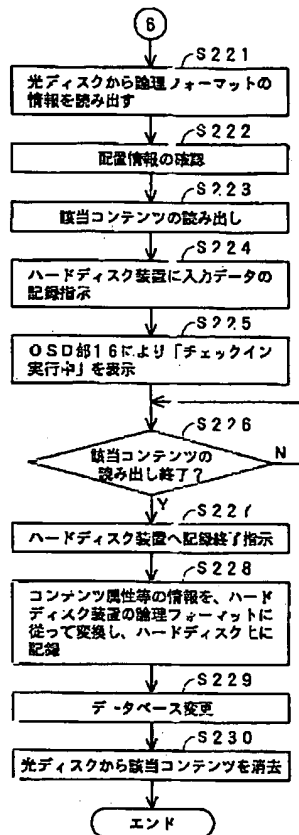 6
S221
光ディスクから論理フォーマットの
情報を読み出す
S222
配置情報の確認
S223
該当コンテンツの読み出し
S224
ハードディスク装置に入力データの
記録指示
S225
OSD部16により「チェックイン
実行中」を表示
S226
該当コンテンツの
読み出し終了?
N
Y
S227
ハードディスク装置へ記録終了指示
S228
コンテンツ属性等の情報を、ハード
ディスク装置の論理フォーマットに
従って変換し、ハードディスク上に
記録
S229
データベース変更
S230
光ディスクから該当コンテンツを消去
エンド